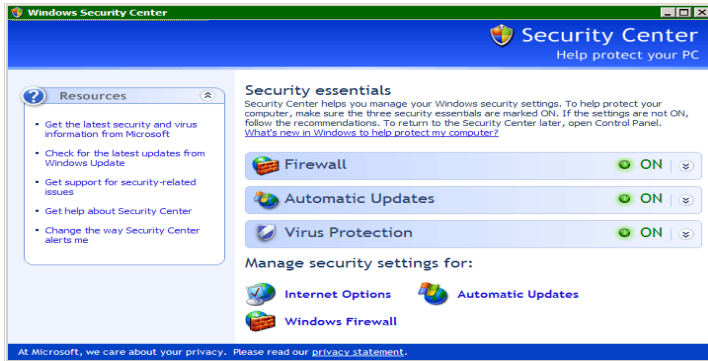 Windows Security Center
Security Center
Help protect your PC
Resources
Get the latest security and virus
information from Microsoft
Check for the latest updates from
Windows Update
Get support for security-related
issues
Get help about Security Center
Change the way Security Center
alerts me
Security essentials
Security Center helps you manage your Windows security settings. To help protect your
computer, make sure the three security essentials are marked ON. If the settings are not ON,
follow the recommendations. To return to the Security Center later, open Control Panel.
What's new in Windows to help protect my computer?
Firewall ON
Automatic Updates ON
Virus Protection ON
Manage security settings for:
Internet Options Automatic Updates
Windows Firewall
At Microsoft, we care about your privacy. Please read our privacy statement.